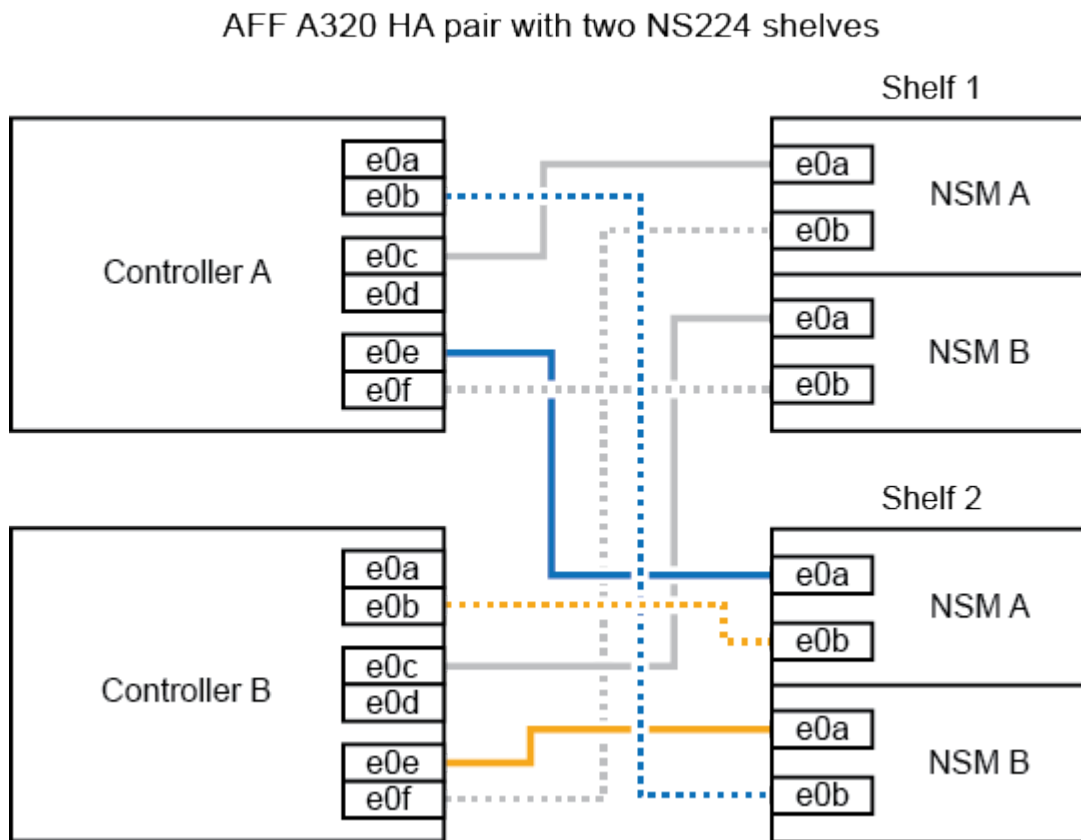 AFF A320 HA pair with two NS224 shelves
Controller A
e0a
e0b
e0c
e0d
e0e
e0f
Shelf 1
e0a
e0b
NSM A
e0a
e0b
NSM B
Controller B
e0a
e0b
e0c
e0d
e0e
e0f
Shelf 2
e0a
e0b
NSM A
e0a
e0b
NSM B